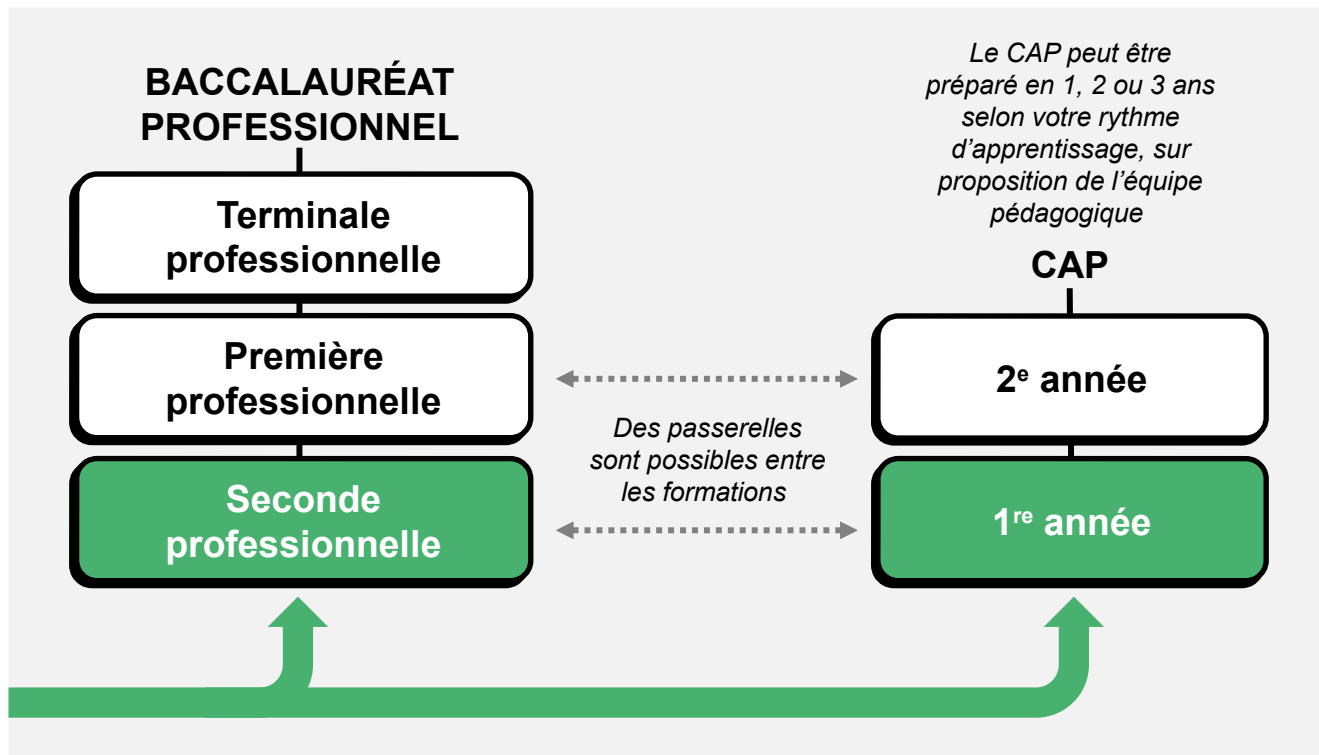 BACCALAURÉAT
PROFESSIONNEL
Terminale
professionnelle
Première
professionnelle
Seconde
professionnelle
Des passerelles
sont possibles entre
les formations
Le CAP peut être
préparé en 1, 2 ou 3 ans
selon votre rythme
d’apprentissage, sur
proposition de l’équipe
pédagogique
CAP
2e année
1re année